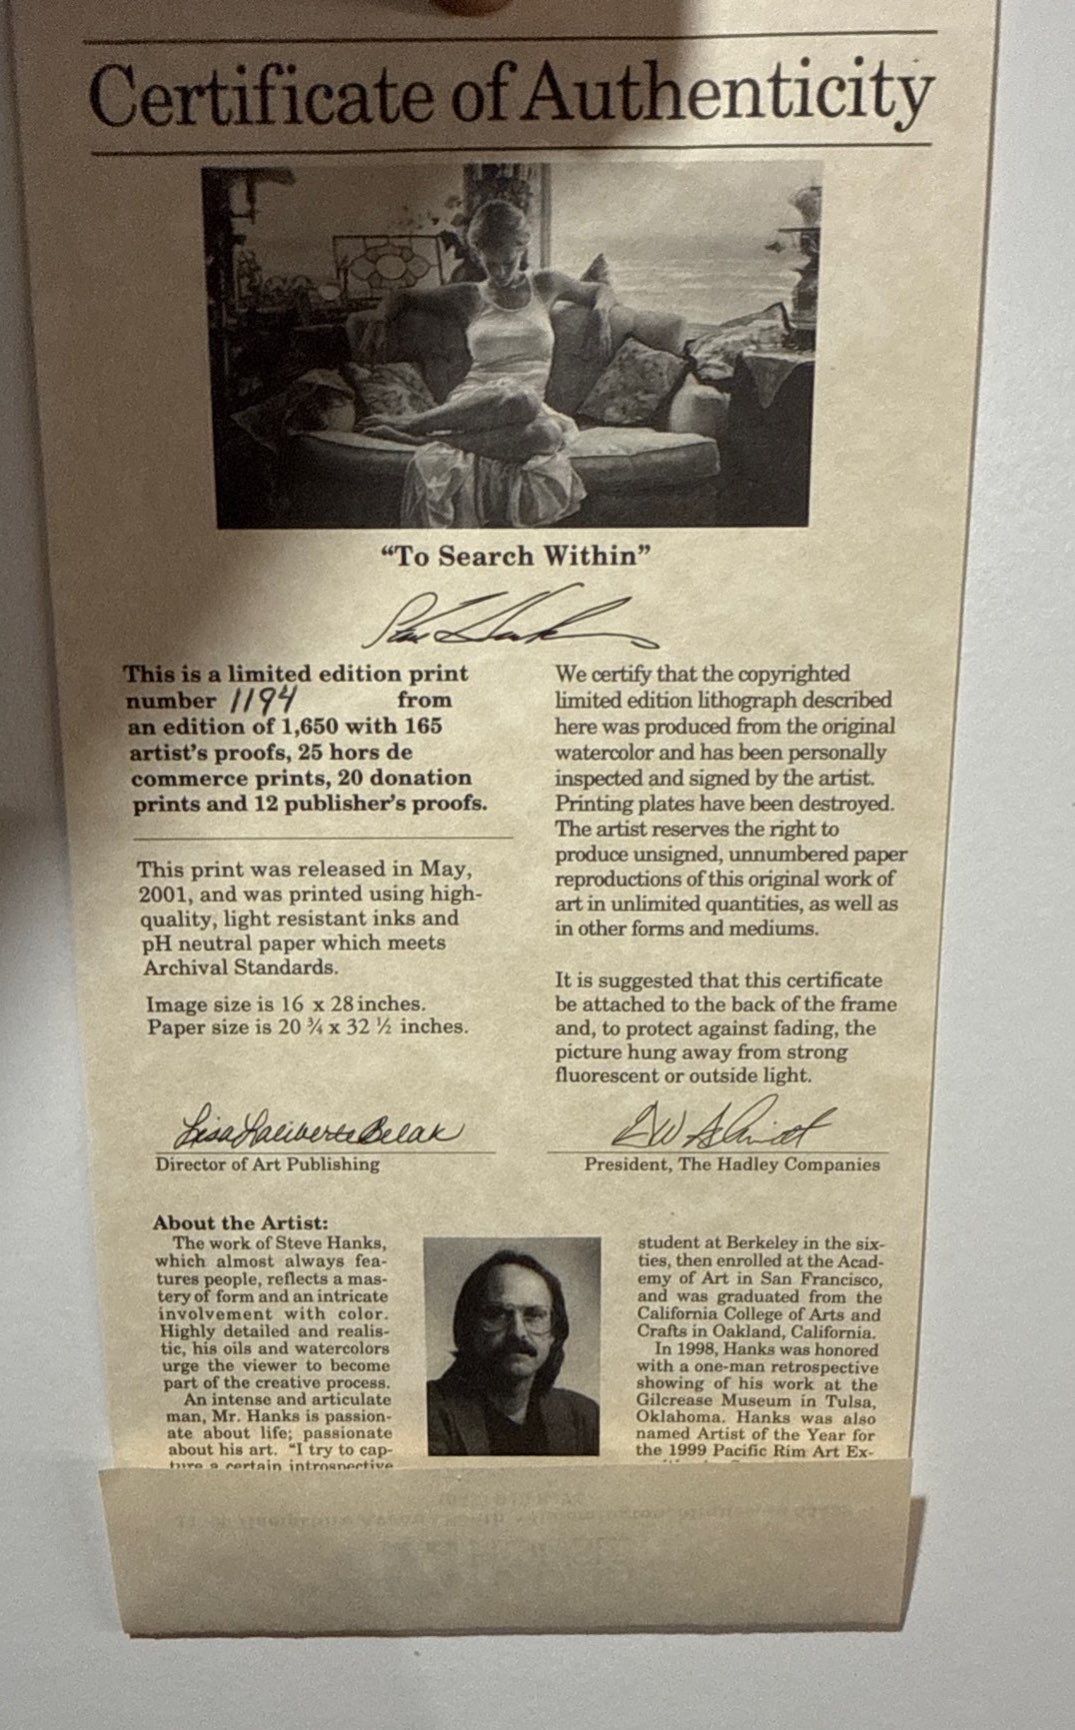 Certificate of Authenticity
“To Search Within”
Steve Hanks
This is a limited edition print
number 1194 from
an edition of 1,650 with 165
artist's proofs, 25 hors de
commerce prints, 20 donation
prints and 12 publisher's proofs.
This print was released in May,
2001, and was printed using high-
quality, light resistant inks and
pH neutral paper which meets
Archival Standards.
Image size is 16 x 28 inches.
Paper size is 20 ¾ x 32 ½ inches.
We certify that the copyrighted
limited edition lithograph described
here was produced from the original
watercolor and has been personally
inspected and signed by the artist.
Printing plates have been destroyed.
The artist reserves the right to
produce unsigned, unnumbered paper
reproductions of this original work of
art in unlimited quantities, as well as
in other forms and mediums.
It is suggested that this certificate
be attached to the back of the frame
and, to protect against fading, the
picture hung away from strong
fluorescent or outside light.
Lisa Laliberte Belak
Director of Art Publishing
President, The Hadley Companies
About the Artist:
The work of Steve Hanks,
which almost always fea-
tures people, reflects a mas-
tery of form and an intricate
involvement with color.
Highly detailed and realis-
tic, his oils and watercolors
urge the viewer to become
part of the creative process.
An intense and articulate
man, Mr. Hanks is passion-
ate about life; passionate
about his art. “I try to cap-
ture a certain introspective
student at Berkeley in the six-
ties, then enrolled at the Acad-
emy of Art in San Francisco,
and was graduated from the
California College of Arts and
Crafts in Oakland, California.
In 1998, Hanks was honored
with a one-man retrospective
showing of his work at the
Gilcrease Museum in Tulsa,
Oklahoma. Hanks was also
named Artist of the Year for
the 1999 Pacific Rim Art Ex-